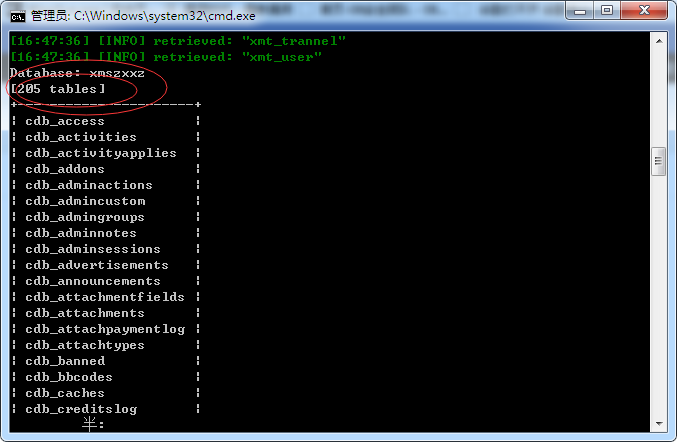 管理员: C:\Windows\system32\cmd.exe
[16:47:36] [INFO] retrieved: "xmt_trannel"
[16:47:36] [INFO] retrieved: "xmt_user"
Database: xmszxxz
[205 tables]
+----------------------+
| cdb_access |
| cdb_activities |
| cdb_activityapplies |
| cdb_addons |
| cdb_adminactions |
| cdb_admincustom |
| cdb_admingroups |
| cdb_adminnotes |
| cdb_adminsessions |
| cdb_advertisements |
| cdb_announcements |
| cdb_attachmentfields |
| cdb_attachments |
| cdb_attachpaymentlog |
| cdb_attachtypes |
| cdb_banned |
| cdb_bbcodes |
| cdb_caches |
| cdb_creditslog |
半: